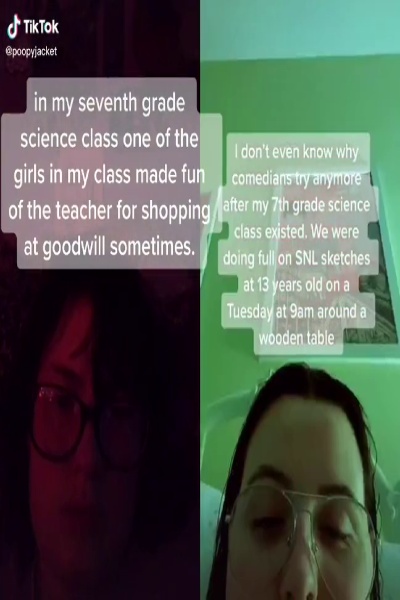 TikTok
@poopyjacket
in my seventh grade
science class one of the
girls in my class made fun
of the teacher for shopping
at goodwill sometimes.
I don't even know why
comedians try anymore
after my 7th grade science
class existed. We were
doing full on SNL sketches
at 13 years old on a
Tuesday at 9am around a
wooden table